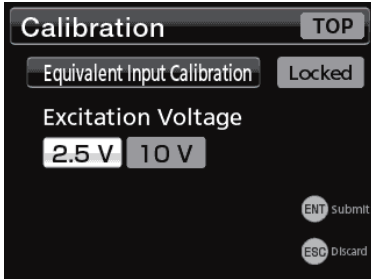 Calibration TOP
Equivalent Input Calibration Locked
Excitation Voltage
2.5 V 10 V
ENT Submit
ESC Discard